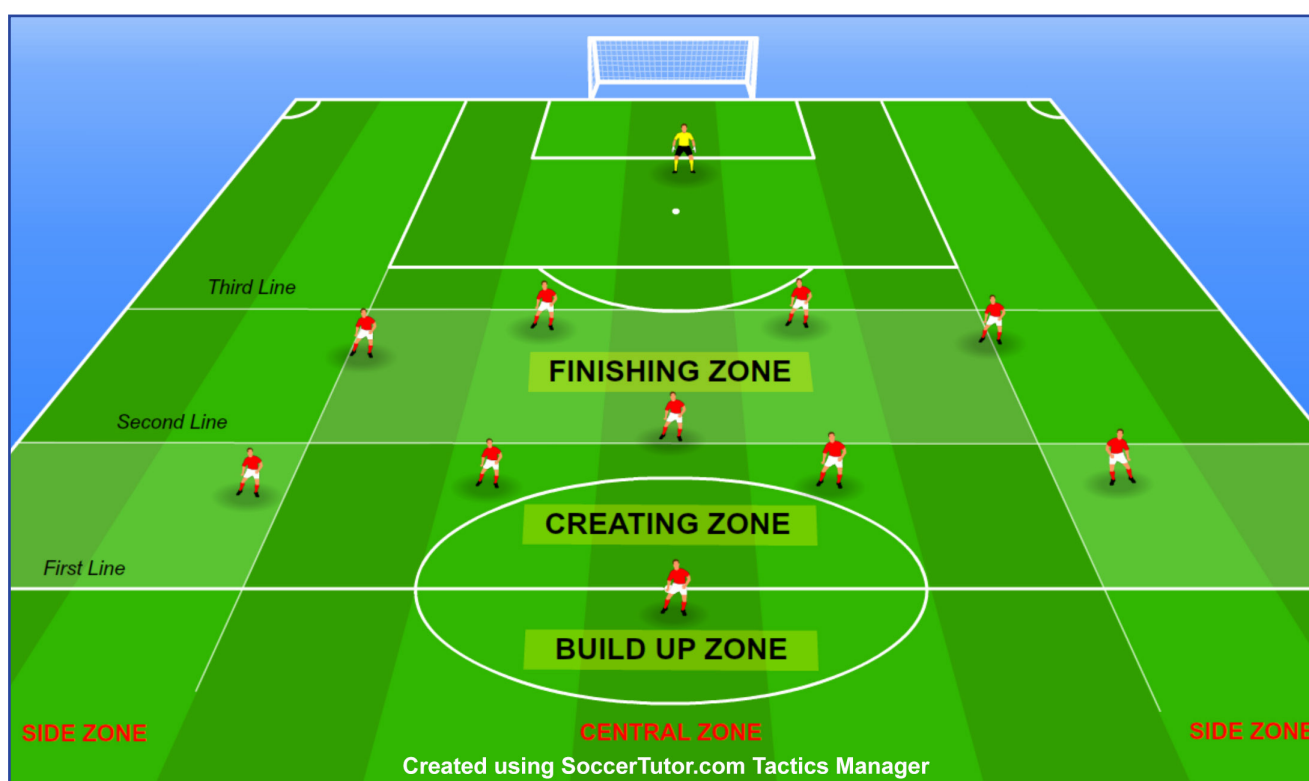 Third Line
FINISHING ZONE
Second Line
CREATING ZONE
First Line
BUILD UP ZONE
SIDE ZONE
CENTRAL ZONE
SIDE ZONE
Created using SoccerTutor.com Tactics Manager